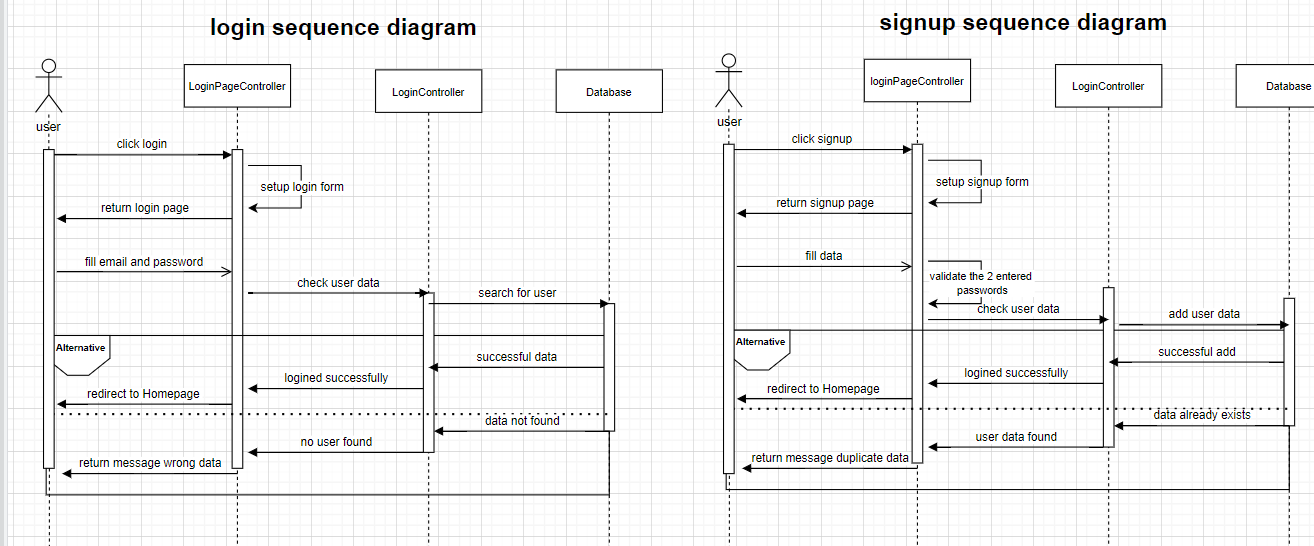 login sequence diagram
user
LoginPageController
LoginController
Database
click login
setup login form
return login page
fill email and password
check user data
search for user
Alternative
successful data
logined successfully
redirect to Homepage
data not found
no user found
return message wrong data
signup sequence diagram
user
loginPageController
LoginController
Database
click signup
setup signup form
return signup page
fill data
validate the 2 entered
passwords
check user data
add user data
Alternative
successful add
logined successfully
redirect to Homepage
data already exists
user data found
return message duplicate data